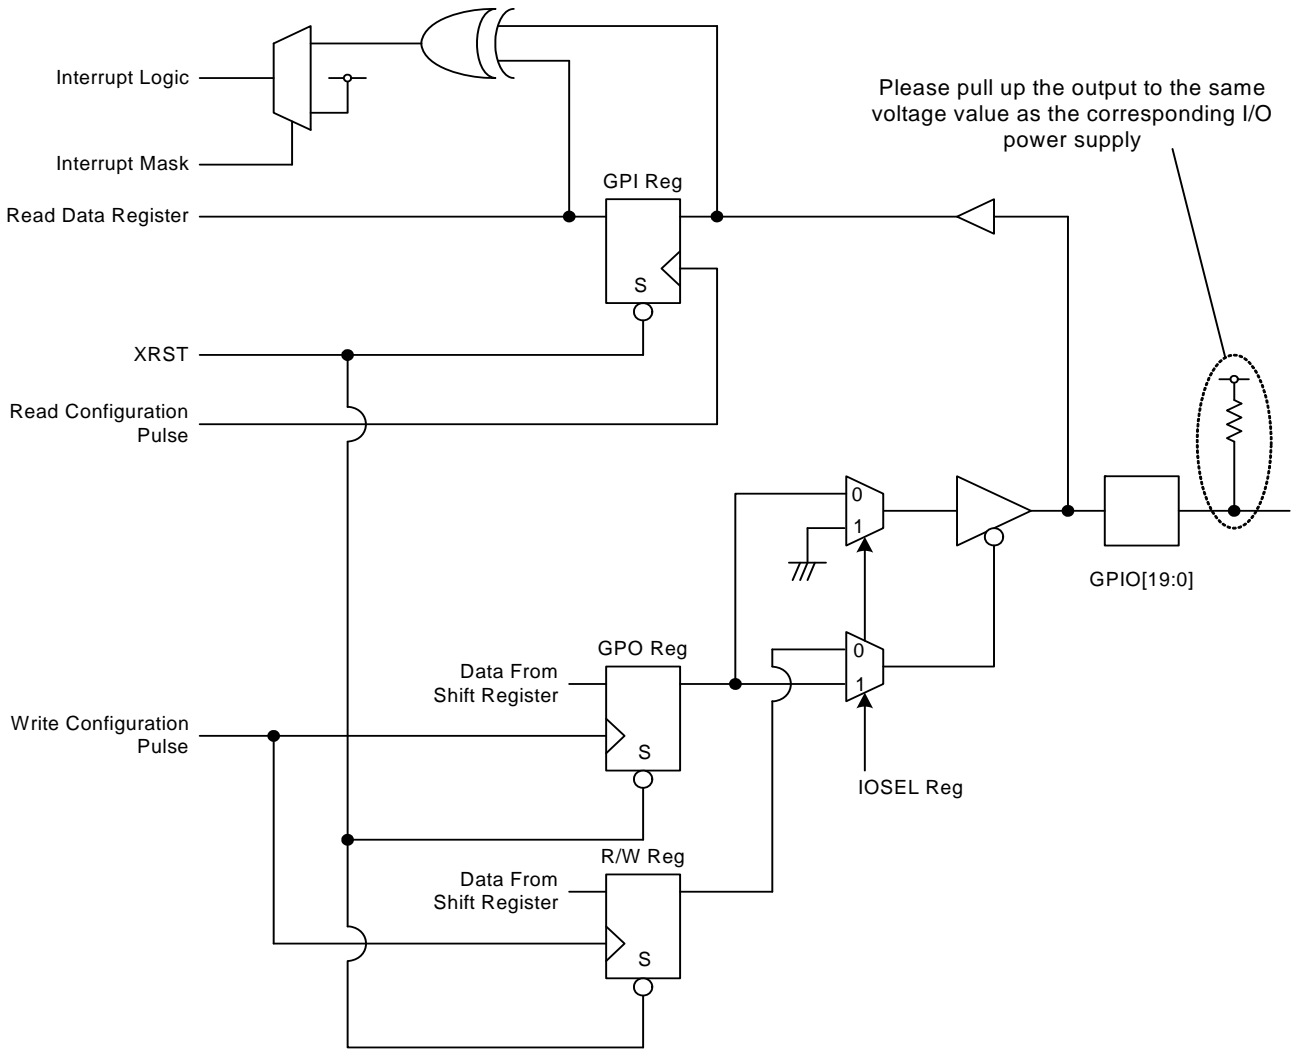 Interrupt Logic
Interrupt Mask
Read Data Register
GPI Reg
S
Please pull up the output to the same
voltage value as the corresponding I/O
power supply
XRST
Read Configuration
Pulse
0
1
GPIO[19:0]
GPO Reg
Data From
Shift Register
S
0
1
Write Configuration
Pulse
IOSEL Reg
R/W Reg
Data From
Shift Register
S